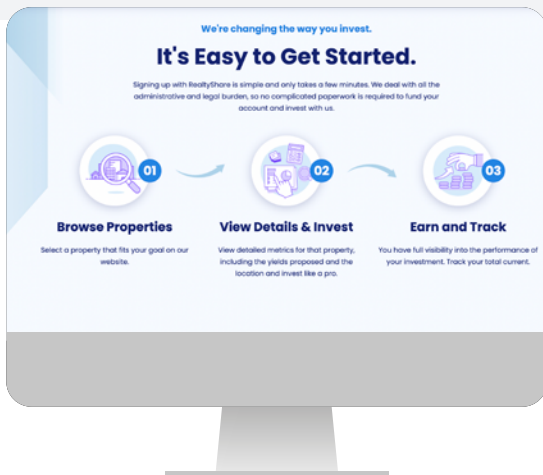 We're changing the way you invest.
It's Easy to Get Started.
Signing up with RealtyShare is simple and only takes a few minutes. We deal with all the
administrative and legal burden, so no complicated paperwork is required to fund your
account and invest with us.
01
02
03
Browse Properties
View Details & Invest
Earn and Track
Select a property that fits your goal on our
website.
View detailed metrics for that property,
including the yields proposed and the
location and invest like a pro.
You have full visibility into the performance of
your investment. Track your total current.